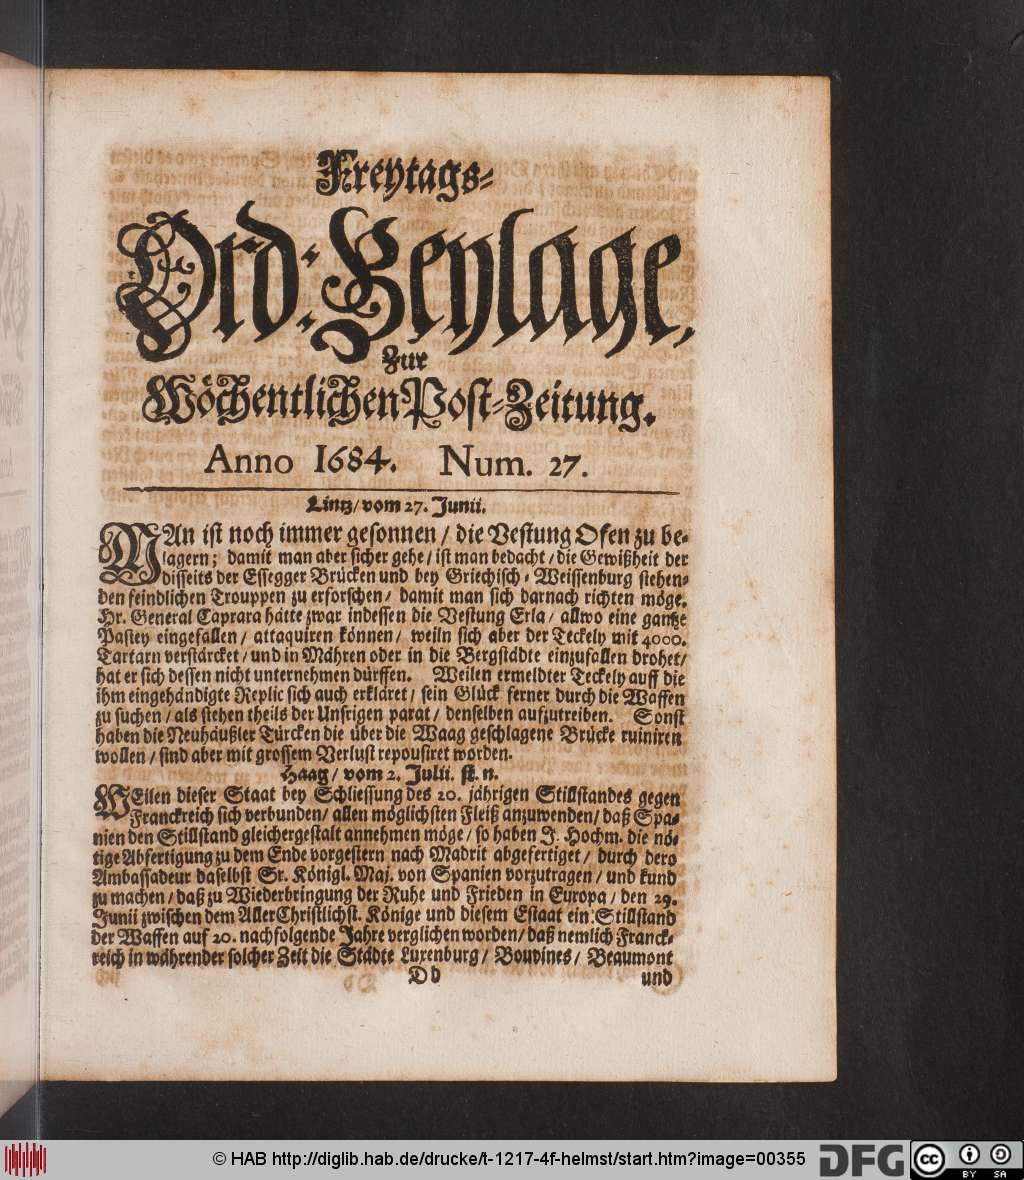 Freytags-
Ord: Beylage,
Zur
Wöchentlichen Post-Zeitung.
Anno 1684. Num. 27.
Lintz/ vom 27. Junii.
MAn ist noch immer gesonnen / die Vestung Ofen zu be-
lagern; damit man aber sicher gehe / ist man bedacht / die Gewißheit der
disseits der Essegger Brücken und bey Griechisch-Weissenburg stehen-
den feindlichen Trouppen zu erforschen / damit man sich darnach richten möge.
Hr. General Caprara hätte zwar indessen die Vestung Erla / allwo eine gantze
Pastey eingefallen / attaquiren können / weiln sich aber der Teckely mit 4000.
Tartarn verstärcket / und in Mähren oder in die Bergstädte einzufallen drohet /
hat er sich dessen nicht unternehmen dürffen. Weilen ermeldter Teckely auff die
ihm eingehändigte Replic sich auch erkläret / sein Glück ferner durch die Waffen
zu suchen / als stehen theils der Unsrigen parat / denselben aufzutreiben. Sonst
haben die Neuhäußler Türcken die über die Waag geschlagene Brücke ruiniren
wollen / sind aber mit grossem Verlust repousiret worden.
Haag / vom 2. Julii. st. n.
WEilen dieser Staat bey Schliessung des 20. jährigen Stillstandes gegen
Franckreich sich verbunden / allen möglichsten Fleiß anzuwenden / daß Spa-
nien den Stillstand gleichergestalt annehmen möge / so haben J. Hochm. die nö-
tige Abfertigung zu dem Ende vorgestern nach Madrit abgefertiget / durch dero
Ambassadeur daselbst Sr. Königl. Maj. von Spanien vorzutragen / und kund
zu machen / daß zu Wiederbringung der Ruhe und Frieden in Europa / den 29.
Junii zwischen dem AllerChristlichst. Könige und diesem Estaat ein Stillstand
der Waffen auf 20. nachfolgende Jahre verglichen worden / daß nemlich Franck-
reich in währender solcher Zeit die Städte Luxenburg / Bouvines / Beaumont
D d und
© HAB http://diglib.hab.de/drucke/t-1217-4f-helmst/start.htm?image=00355
DFG
cc BY SA